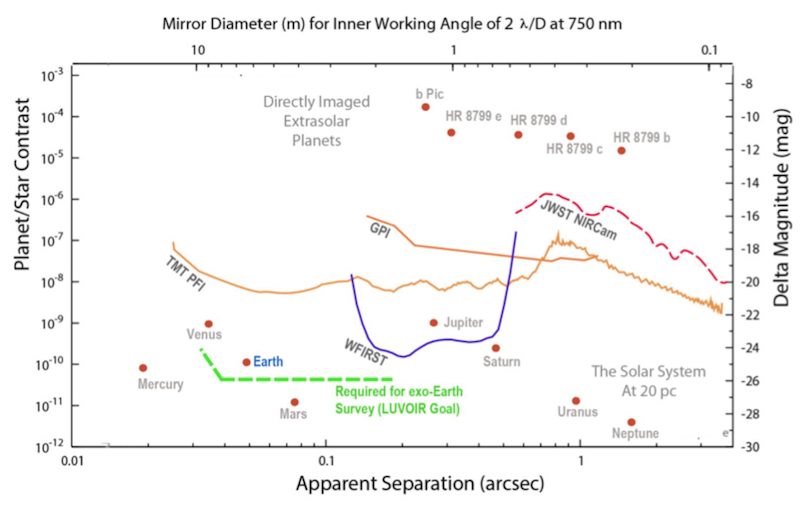 Mirror Diameter (m) for Inner Working Angle of 2 λ/D at 750 nm
10 1 0.1
Planet/Star Contrast
10⁻³
10⁻⁴
10⁻⁵
10⁻⁶
10⁻⁷
10⁻⁸
10⁻⁹
10⁻¹⁰
10⁻¹¹
10⁻¹²
Directly Imaged
Extrasolar
Planets
b Pic
HR 8799 e
HR 8799 d
HR 8799 c
HR 8799 b
GPI
JWST NIRCam
TMT PFI
WFIRST
Venus
Earth
Jupiter
Saturn
Mercury
Mars
Required for exo-Earth
Survey (LUVOIR Goal)
The Solar System
At 20 pc
Uranus
Neptune
e
-8
-10
-12
-14
-16
-18
-20
-22
-24
-26
-28
-30
Delta Magnitude (mag)
0.01 0.1 1
Apparent Separation (arcsec)